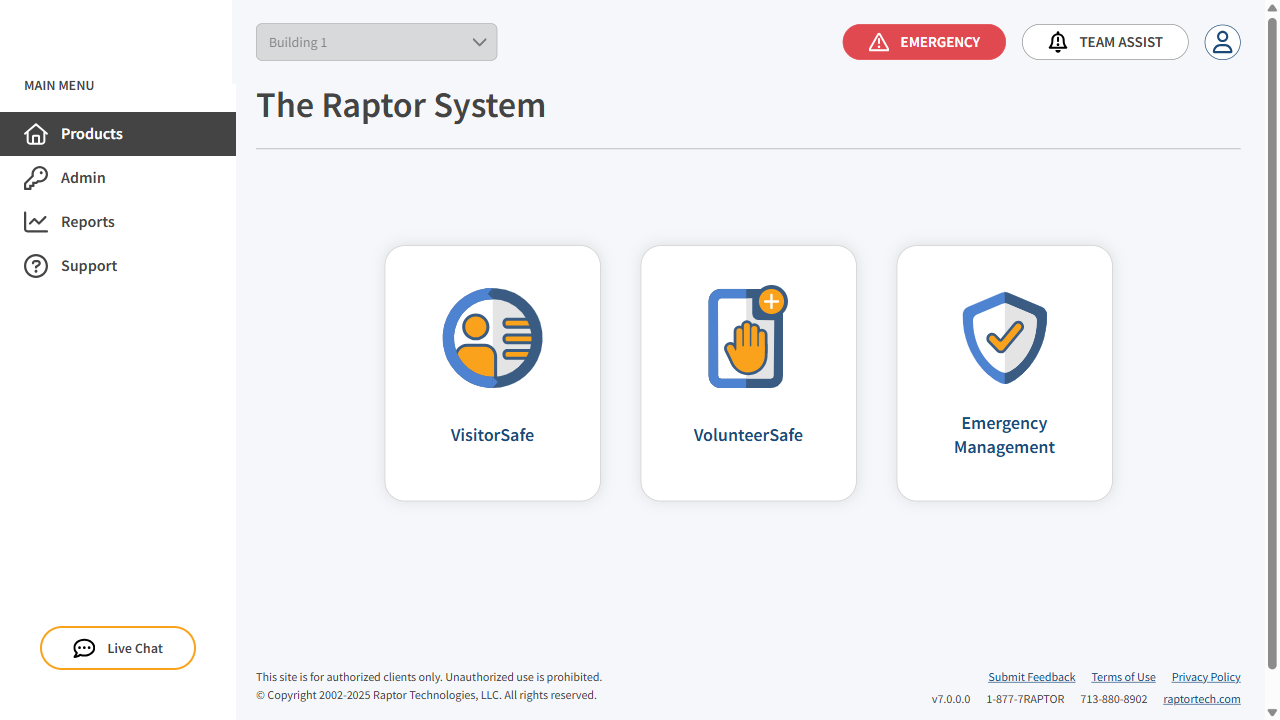 Building 1
EMERGENCY
TEAM ASSIST
MAIN MENU
The Raptor System
Products
Admin
Reports
Support
VisitorSafe
VolunteerSafe
Emergency
Management
Live Chat
This site is for authorized clients only. Unauthorized use is prohibited.
© Copyright 2002-2025 Raptor Technologies, LLC. All rights reserved.
Submit Feedback Terms of Use Privacy Policy
v7.0.0.0 1-877-7RAPTOR 713-880-8902 raptortech.com